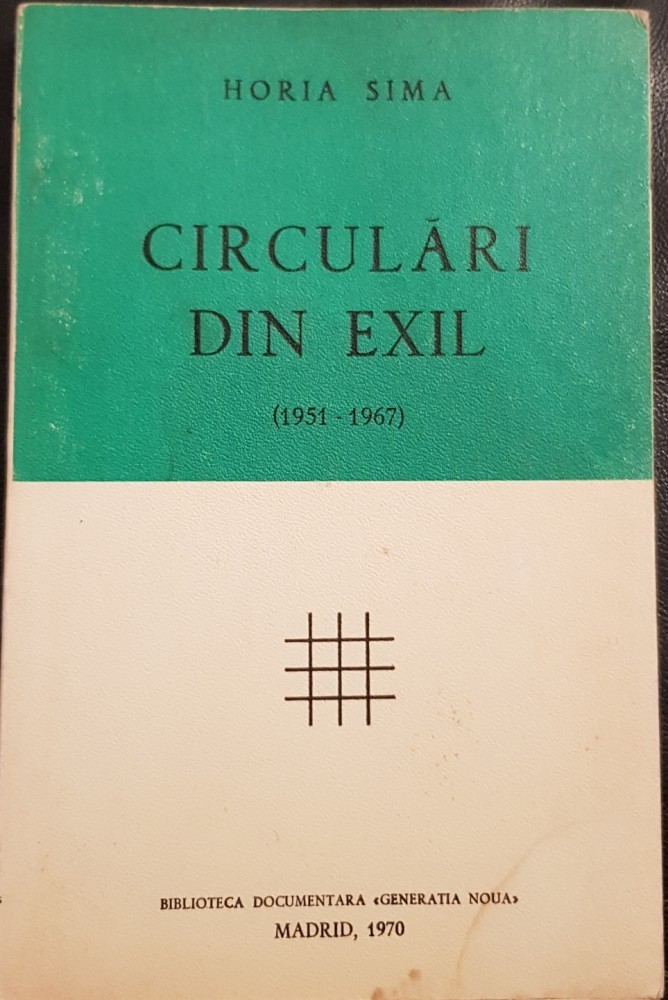 HORIA SIMA
CIRCULĂRI
DIN EXIL
(1951 - 1967)
BIBLIOTECA DOCUMENTARA «GENERATIA NOUA»
MADRID, 1970